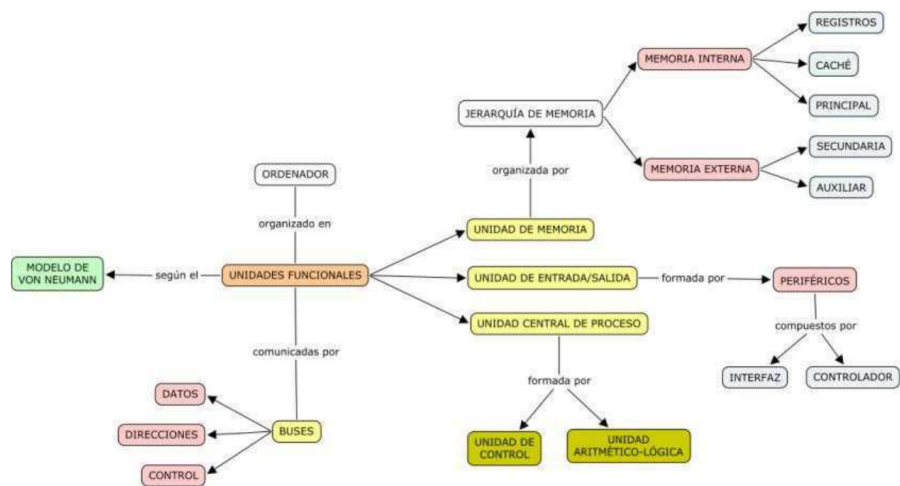 REGISTROS
MEMORIA INTERNA
CACHÉ
PRINCIPAL
JERARQUÍA DE MEMORIA
SECUNDARIA
MEMORIA EXTERNA
AUXILIAR
organizada por
ORDENADOR
organizado en
UNIDAD DE MEMORIA
MODELO DE
VON NEUMANN
según el
UNIDADES FUNCIONALES
UNIDAD DE ENTRADA/SALIDA
formada por
PERIFÉRICOS
UNIDAD CENTRAL DE PROCESO
compuestos por
comunicadas por
INTERFAZ
CONTROLADOR
formada por
DATOS
DIRECCIONES
BUSES
CONTROL
UNIDAD DE
CONTROL
UNIDAD
ARITMÉTICO-LÓGICA